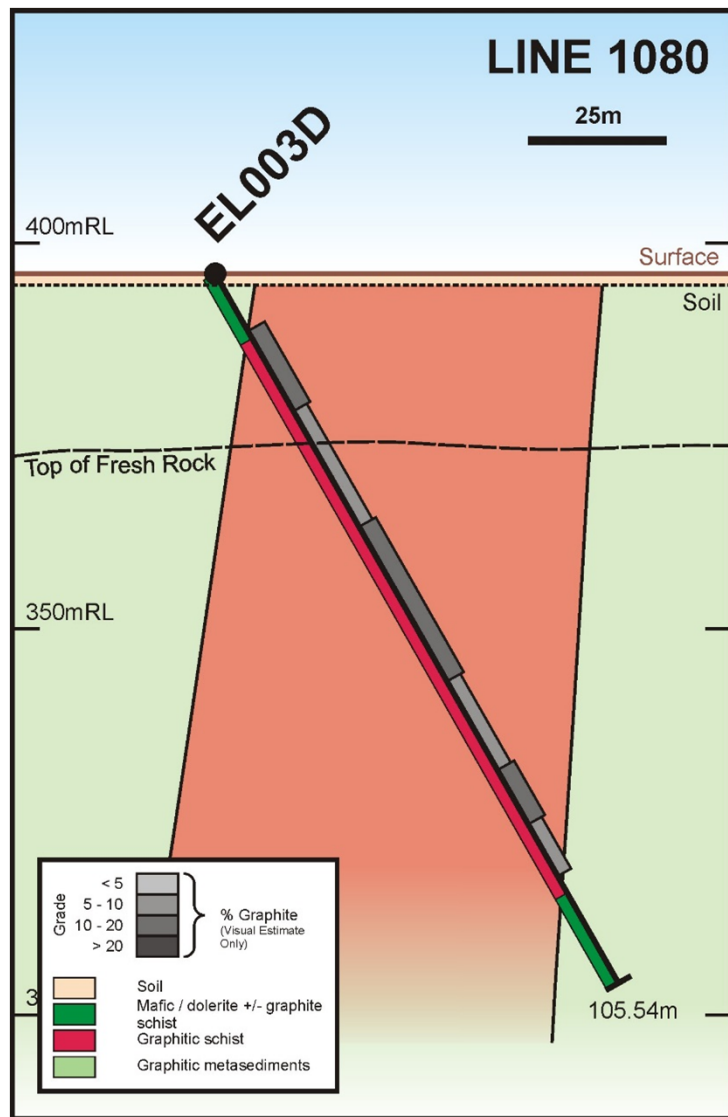 LINE 1080
25m
EL003D
400mRL
Surface
Soil
Top of Fresh Rock
350mRL
3
105.54m
Grade
< 5
5 - 10
10 - 20
> 20
% Graphite
(Visual Estimate
Only)
Soil
Mafic / dolerite +/- graphite
schist
Graphitic schist
Graphitic metasediments